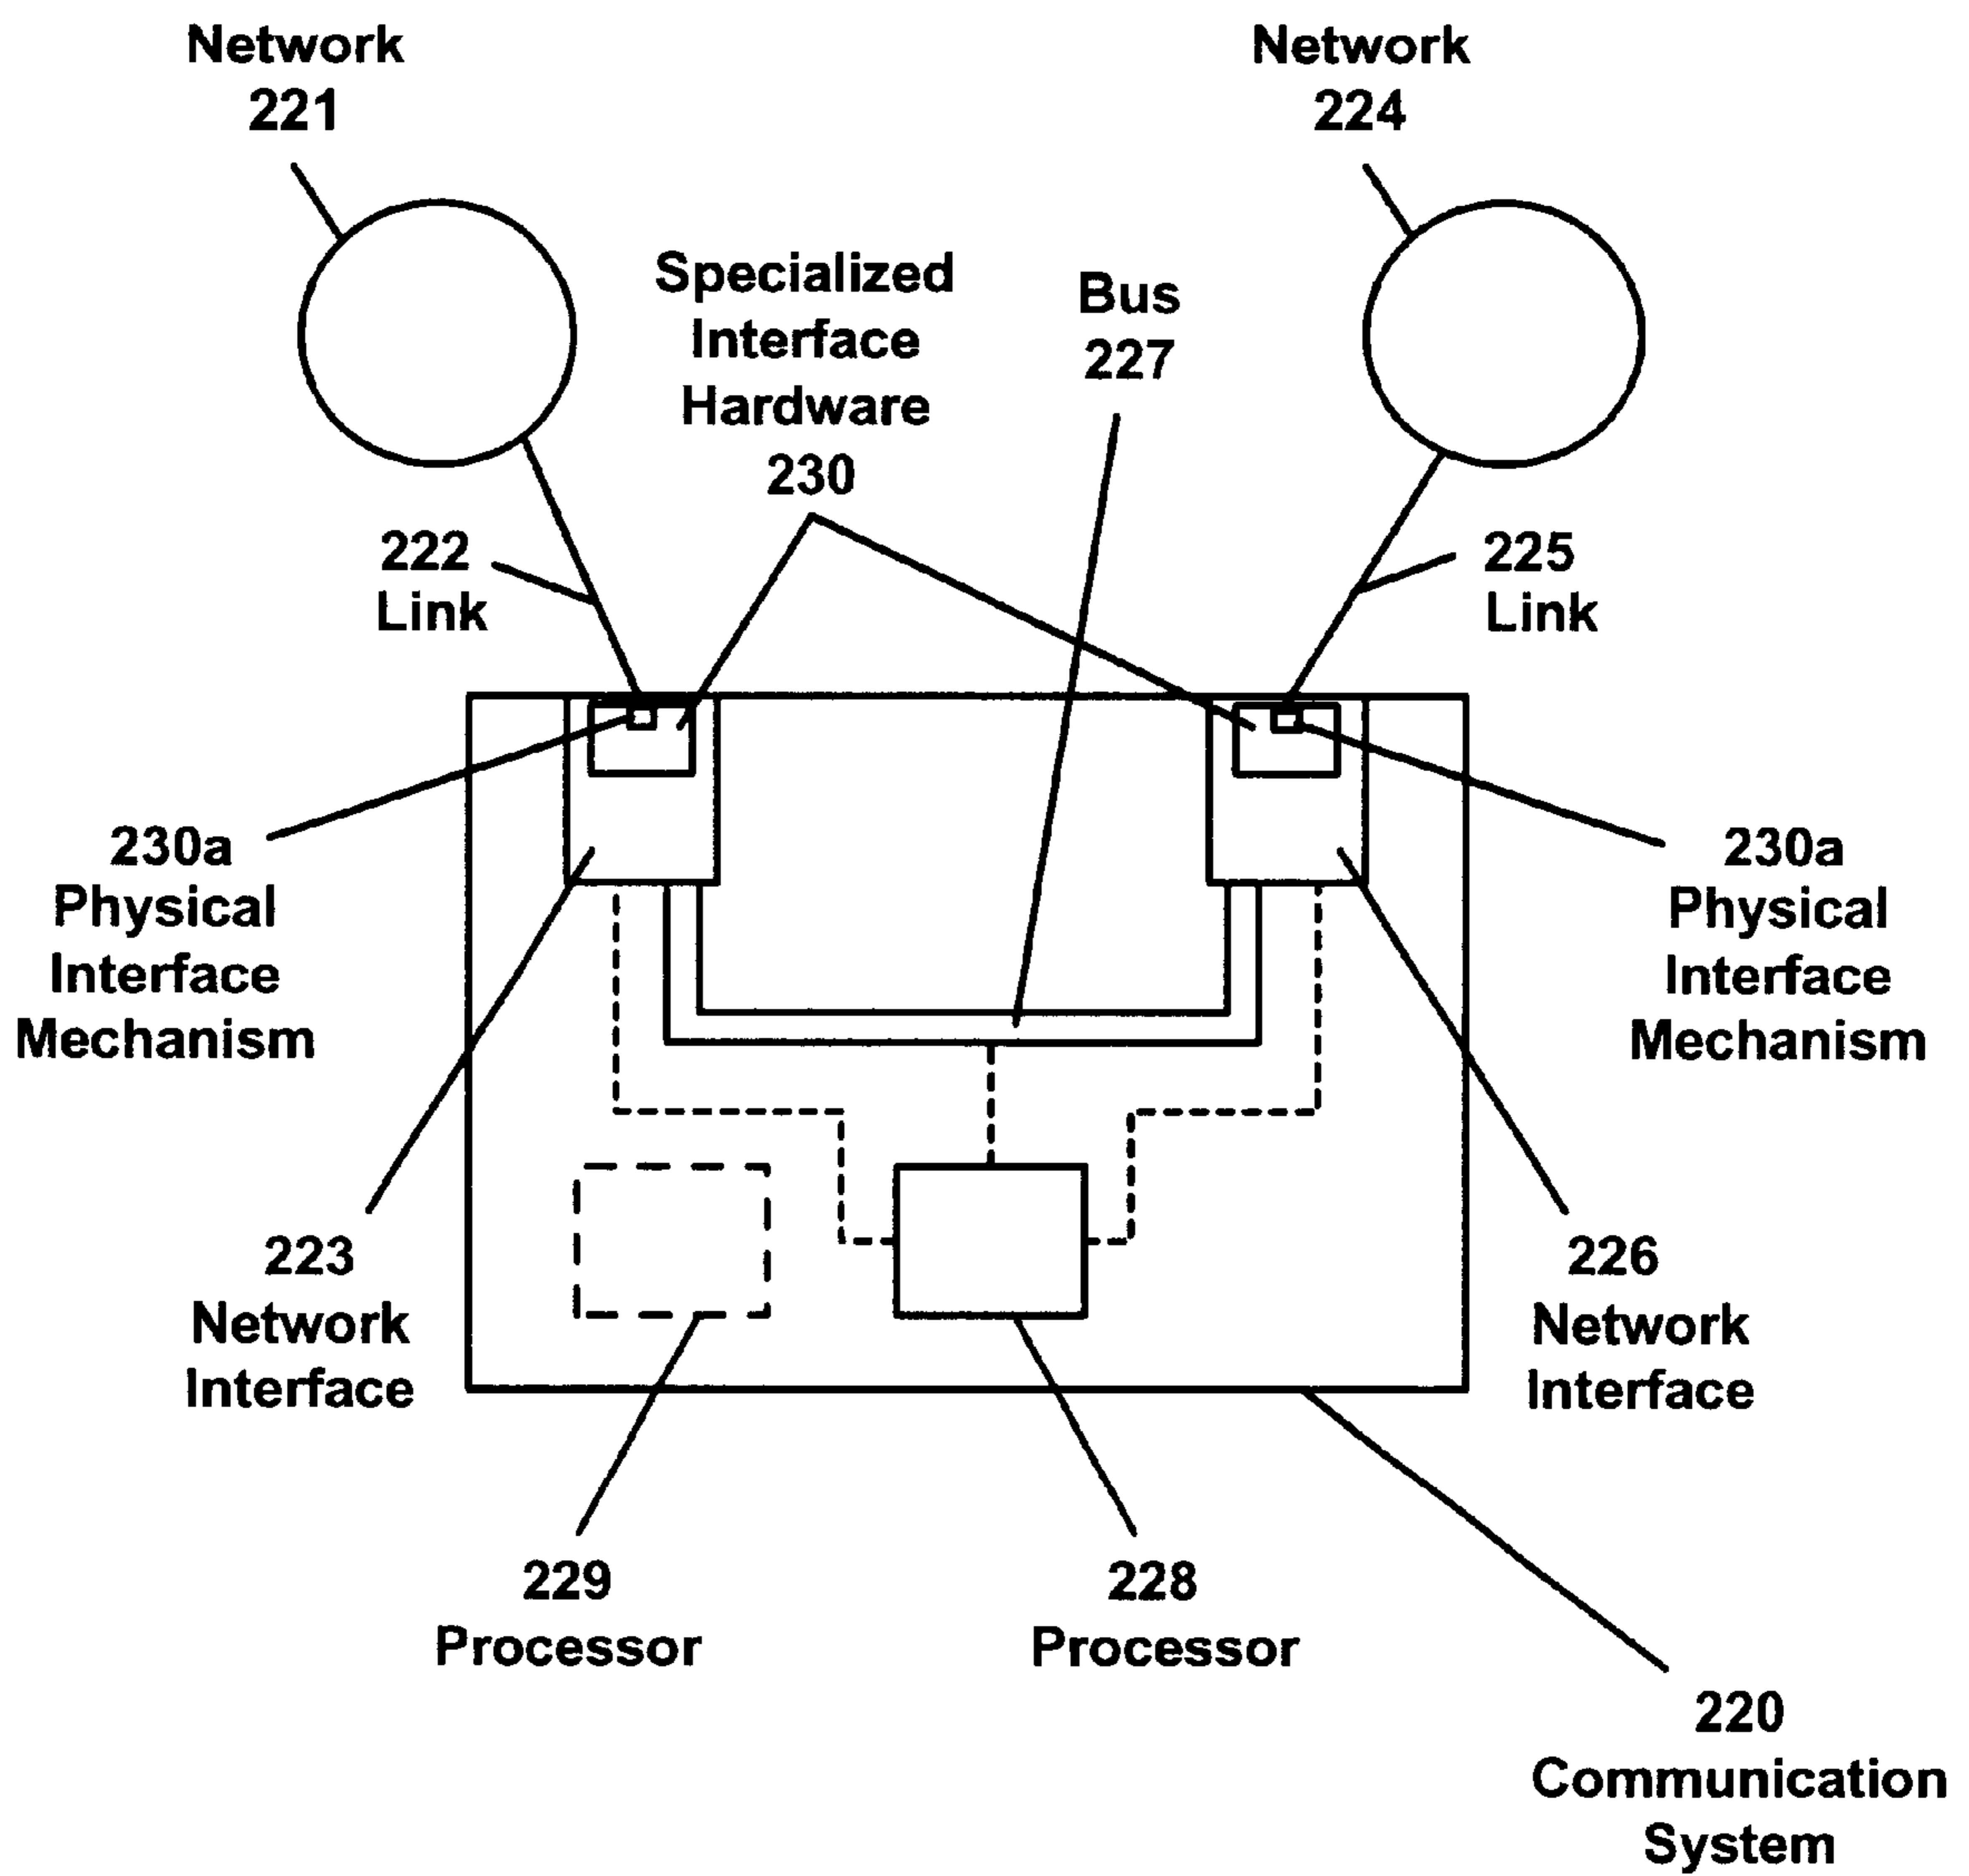 Network
221
Network
224
Specialized
Interface
Hardware
230
Bus
227
222
Link
225
Link
230a
Physical
Interface
Mechanism
230a
Physical
Interface
Mechanism
223
Network
Interface
226
Network
Interface
229
Processor
228
Processor
220
Communication
System